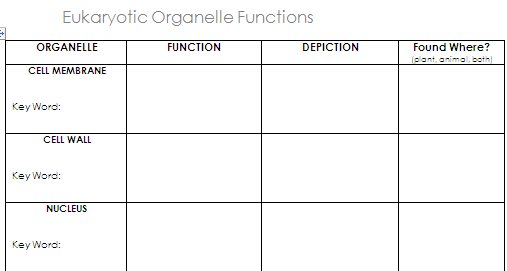 Eukaryotic Organelle Functions
ORGANELLE FUNCTION DEPICTION Found Where?
(plant, animal, both)
CELL MEMBRANE
Key Word:
CELL WALL
Key Word:
NUCLEUS
Key Word: